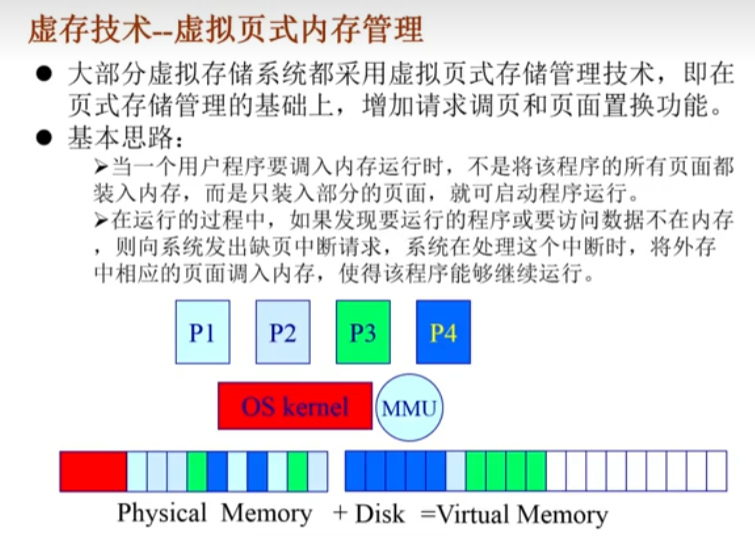 虚存技术--虚拟页式内存管理
● 大部分虚拟存储系统都采用虚拟页式存储管理技术，即在
页式存储管理的基础上，增加请求调页和页面置换功能。
● 基本思路：
➢当一个用户程序要调入内存运行时，不是将该程序的所有页面都
装入内存，而是只装入部分的页面，就可启动程序运行。
➢在运行的过程中，如果发现要运行的程序或要访问数据不在内存
，则向系统发出缺页中断请求，系统在处理这个中断时，将外存
中相应的页面调入内存，使得该程序能够继续运行。
P1 P2 P3 P4
OS kernel MMU
Physical Memory + Disk =Virtual Memory